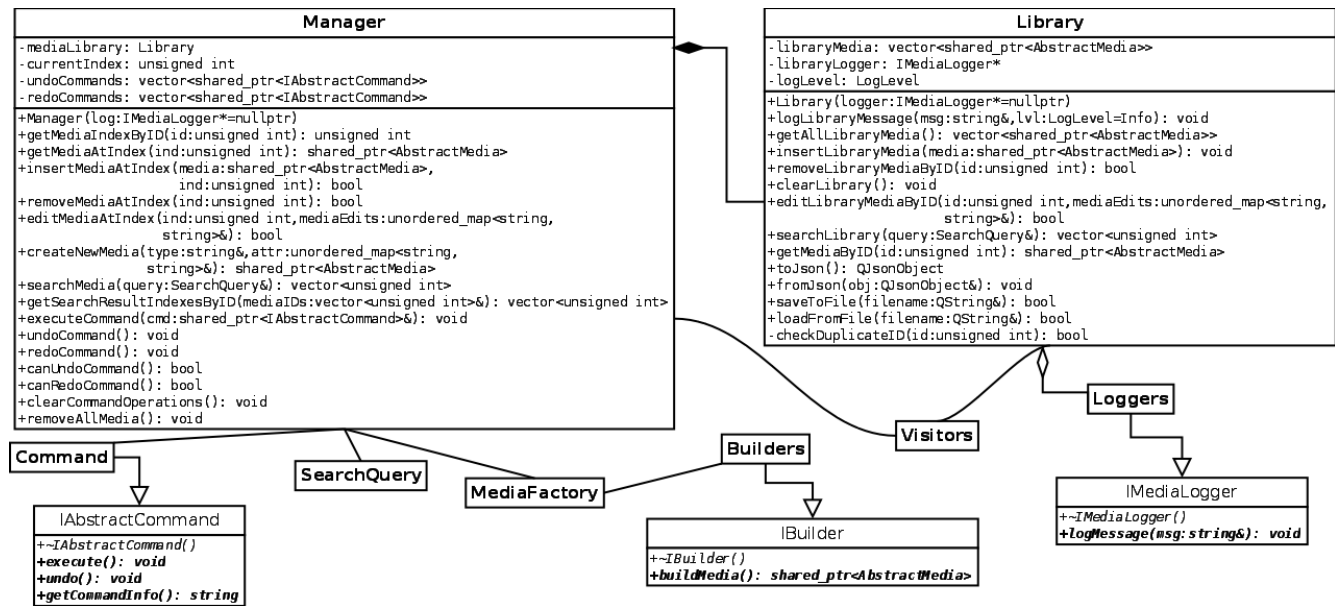 Manager
-mediaLibrary: Library
-currentIndex: unsigned int
-undoCommands: vector<shared_ptr<IAbstractCommand>>
-redoCommands: vector<shared_ptr<IAbstractCommand>>
+Manager(log:IMediaLogger*=nullptr)
+getMediaIndexByID(id:unsigned int): unsigned int
+getMediaAtIndex(ind:unsigned int): shared_ptr<AbstractMedia>
+insertMediaAtIndex(media:shared_ptr<AbstractMedia>,
ind:unsigned int): bool
+removeMediaAtIndex(ind:unsigned int): bool
+editMediaAtIndex(ind:unsigned int,mediaEdits:unordered_map<string,
string>&): bool
+createNewMedia(type:string&,attr:unordered_map<string,
string>&): shared_ptr<AbstractMedia>
+searchMedia(query:SearchQuery&): vector<unsigned int>
+getSearchResultIndexesByID(mediaIDs:vector<unsigned int>&): vector<unsigned int>
+executeCommand(cmd:shared_ptr<IAbstractCommand>&): void
+undoCommand(): void
+redoCommand(): void
+canUndoCommand(): bool
+canRedoCommand(): bool
+clearCommandOperations(): void
+removeAllMedia(): void
Library
-libraryMedia: vector<shared_ptr<AbstractMedia>>
-libraryLogger: IMediaLogger*
-logLevel: LogLevel
+Library(logger:IMediaLogger*=nullptr)
+logLibraryMessage(msg:string&,lvl:LogLevel=Info): void
+getAllLibraryMedia(): vector<shared_ptr<AbstractMedia>>
+insertLibraryMedia(media:shared_ptr<AbstractMedia>): void
+removeLibraryMediaByID(id:unsigned int): bool
+clearLibrary(): void
+editLibraryMediaByID(id:unsigned int,mediaEdits:unordered_map<string,
string>&): bool
+searchLibrary(query:SearchQuery&): vector<unsigned int>
+getMediaByID(id:unsigned int): shared_ptr<AbstractMedia>
+toJson(): QJsonObject
+fromJson(obj:QJsonObject&): void
+saveToFile(filename:QString&): bool
+loadFromFile(filename:QString&): bool
-checkDuplicateID(id:unsigned int): bool
Command
SearchQuery
MediaFactory
Builders
Visitors
Loggers
IAbstractCommand
+~IAbstractCommand()
+execute(): void
+undo(): void
+getCommandInfo(): string
IBuilder
+~IBuilder()
+buildMedia(): shared_ptr<AbstractMedia>
IMediaLogger
+~IMediaLogger()
+logMessage(msg:string&): void